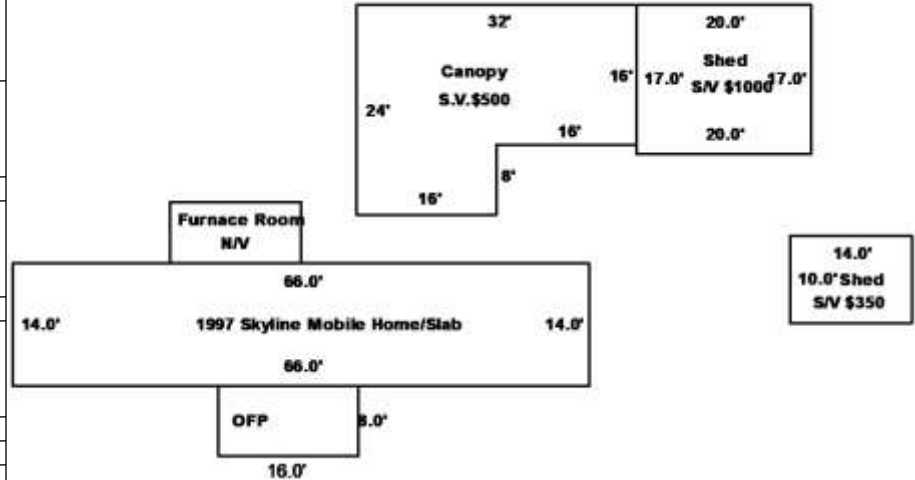 32'
20.0'
Canopy
S.V.$500
16'
17.0'
Shed
S/V $1000
17.0'
24'
16'
20.0'
8'
16'
Furnace Room
N/V
14.0'
10.0' Shed
S/V $350
66.0'
14.0'
1997 Skyline Mobile Home/Slab
14.0'
66.0'
OFP
8.0'
16.0'